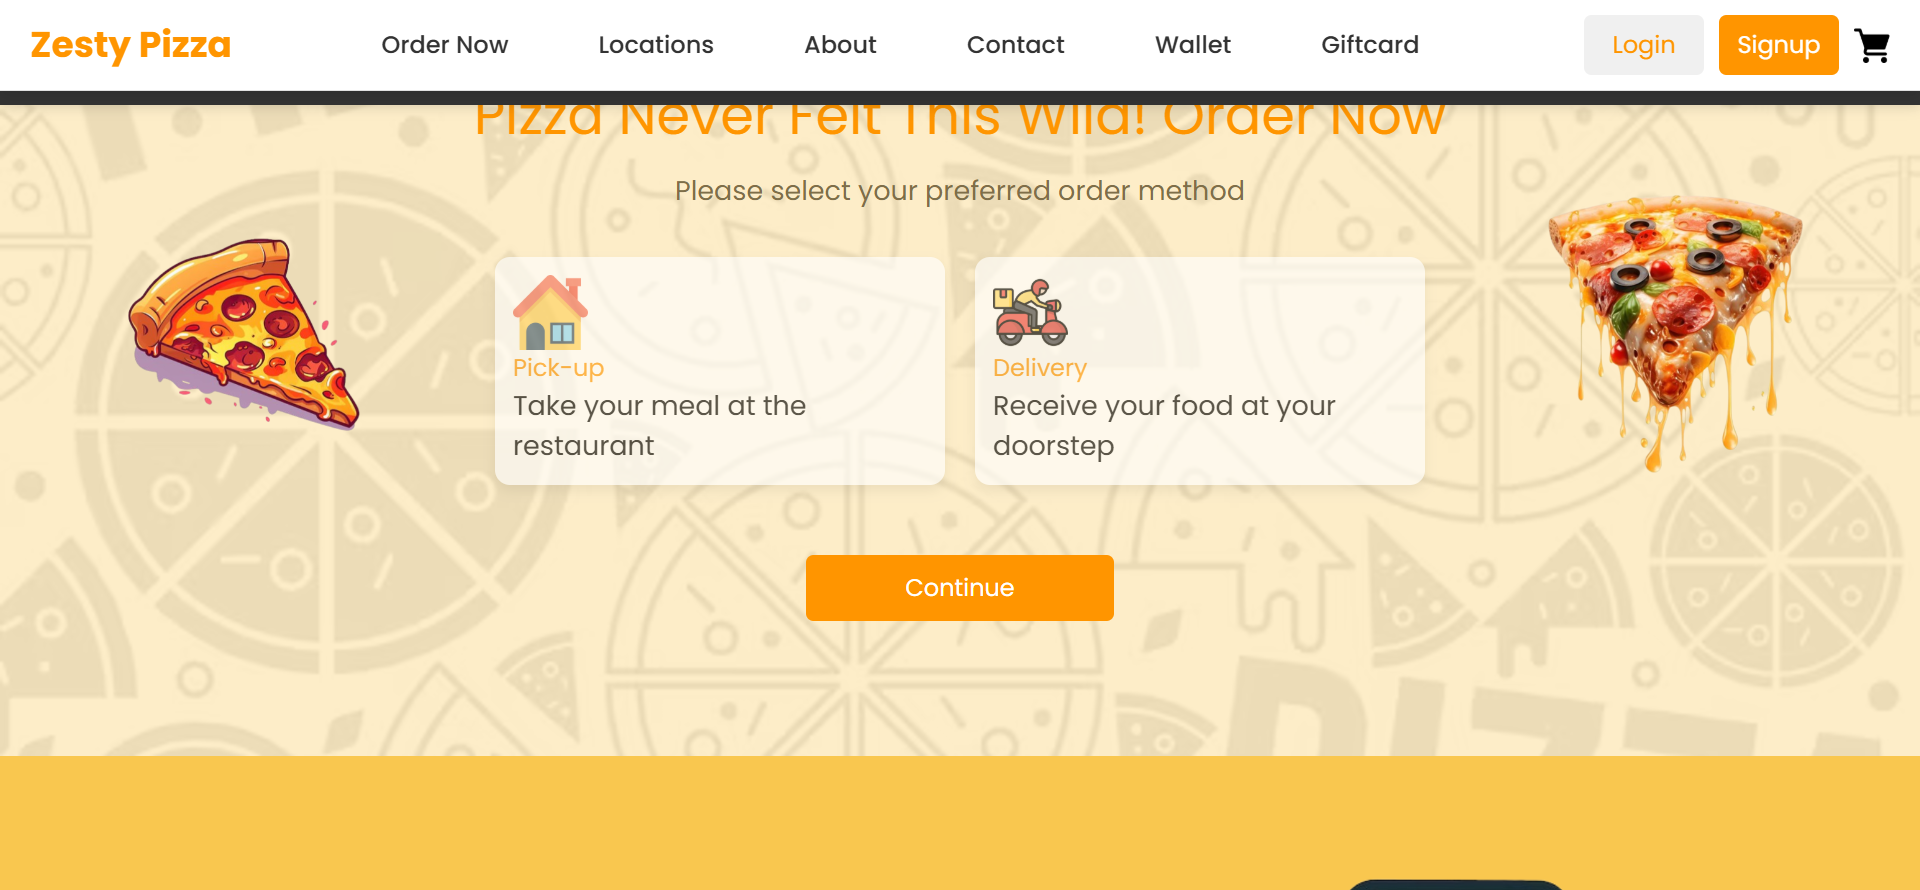 Zesty Pizza
Order Now
Locations
About
Contact
Wallet
Giftcard
Login
Signup
Pizza Never Felt This Wild! Order Now
Please select your preferred order method
Pick-up
Take your meal at the
restaurant
Delivery
Receive your food at your
doorstep
Continue